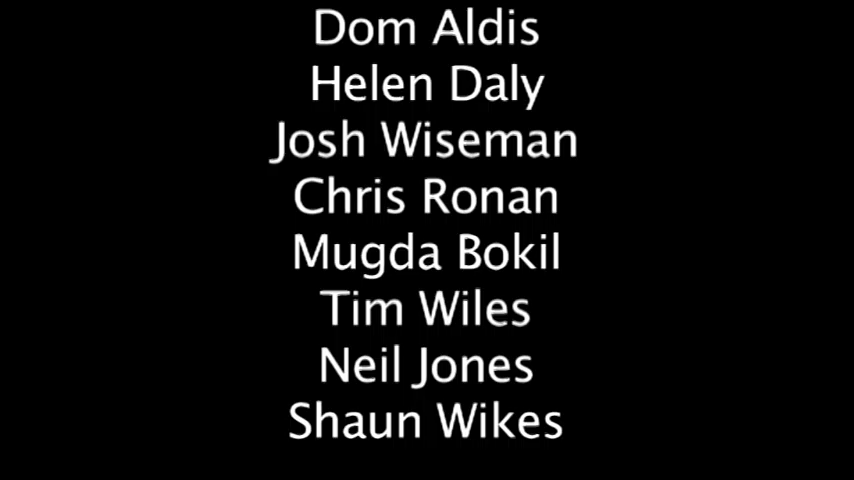 Dom Aldis
Helen Daly
Josh Wiseman
Chris Ronan
Mugda Bokil
Tim Wiles
Neil Jones
Shaun Wikes